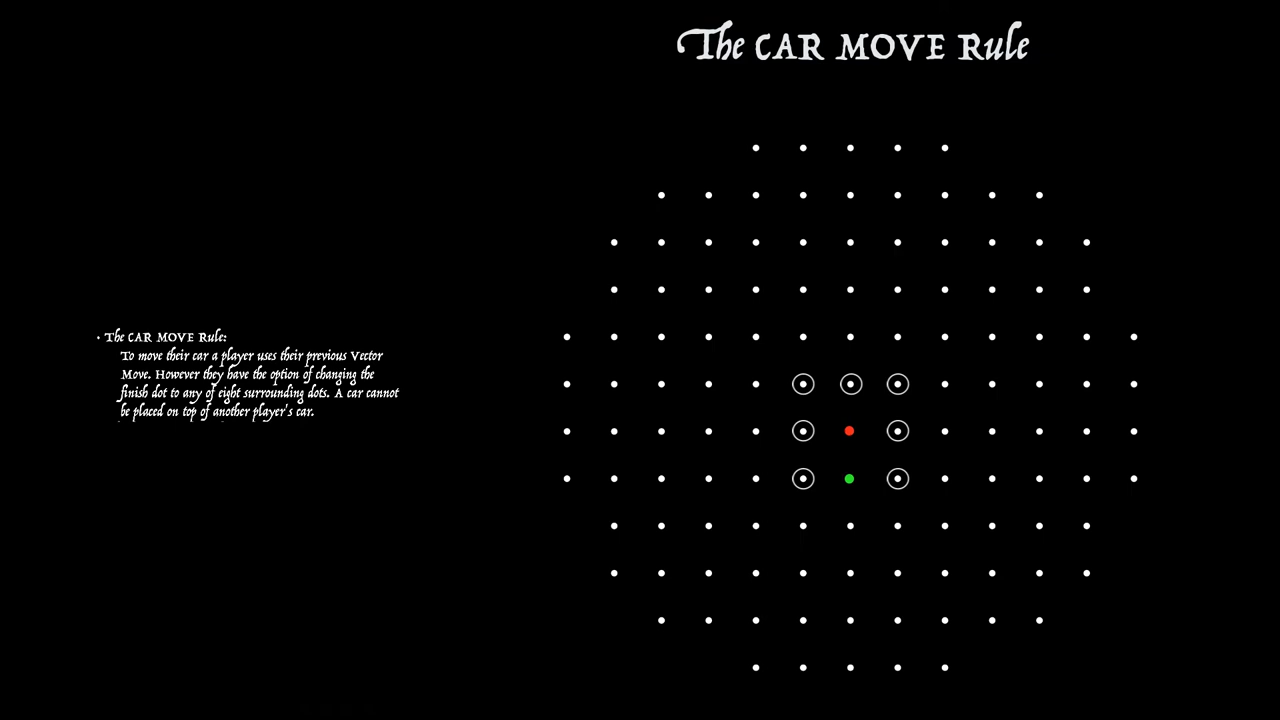 The CAR MOVE Rule
• The CAR MOVE Rule:
To move their car a player uses their previous Vector
Move. However they have the option of changing the
finish dot to any of eight surrounding dots. A car cannot
be placed on top of another player's car.